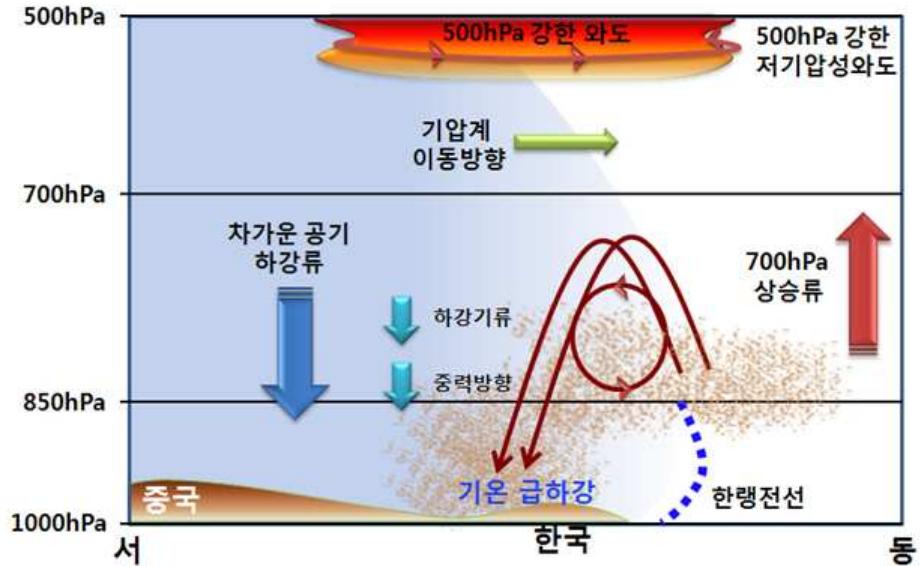 500hPa
500hPa 강한 와도
500hPa 강한
저기압성와도
기압계
이동방향
700hPa
차가운 공기
하강류
700hPa
상승류
하강기류
중력방향
850hPa
중국
기온 급하강
한랭전선
1000hPa
서
한국
동